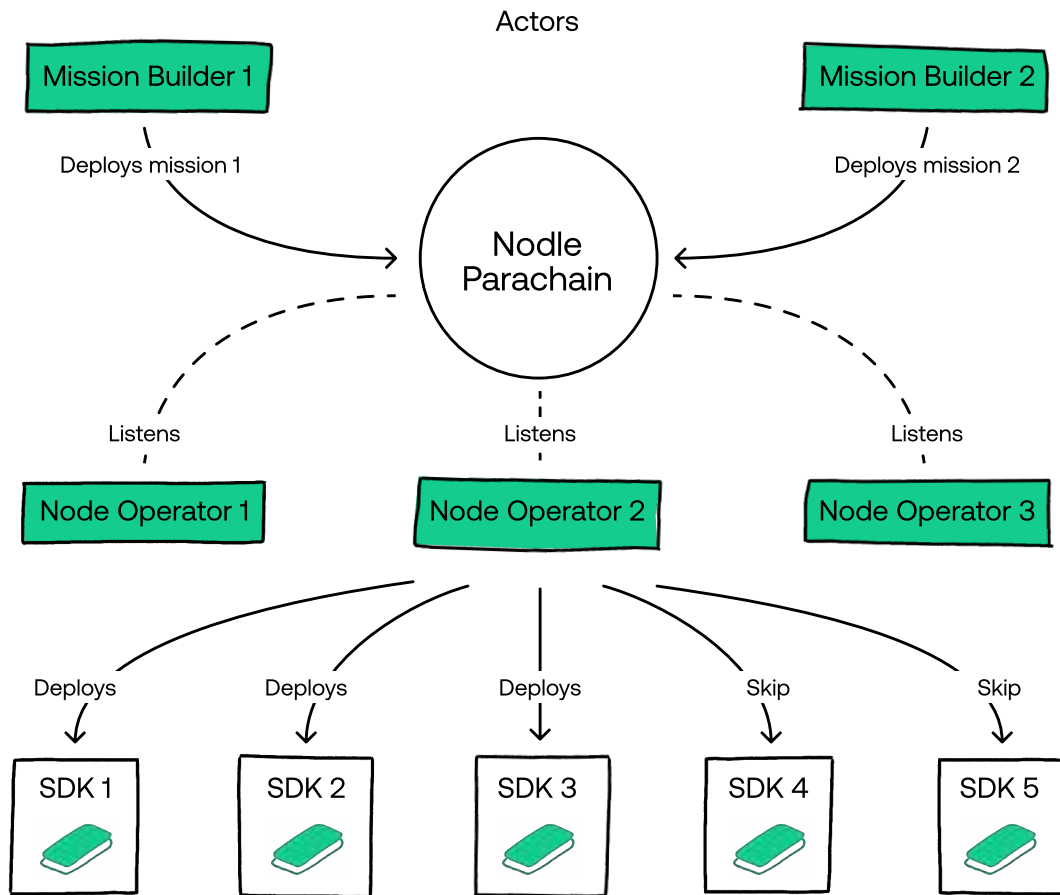 Actors
Mission Builder 1
Mission Builder 2
Deploys mission 1
Deploys mission 2
Nodle
Parachain
Listens
Listens
Listens
Node Operator 1
Node Operator 2
Node Operator 3
Deploys
Deploys
Deploys
Skip
Skip
SDK 1
SDK 2
SDK 3
SDK 4
SDK 5